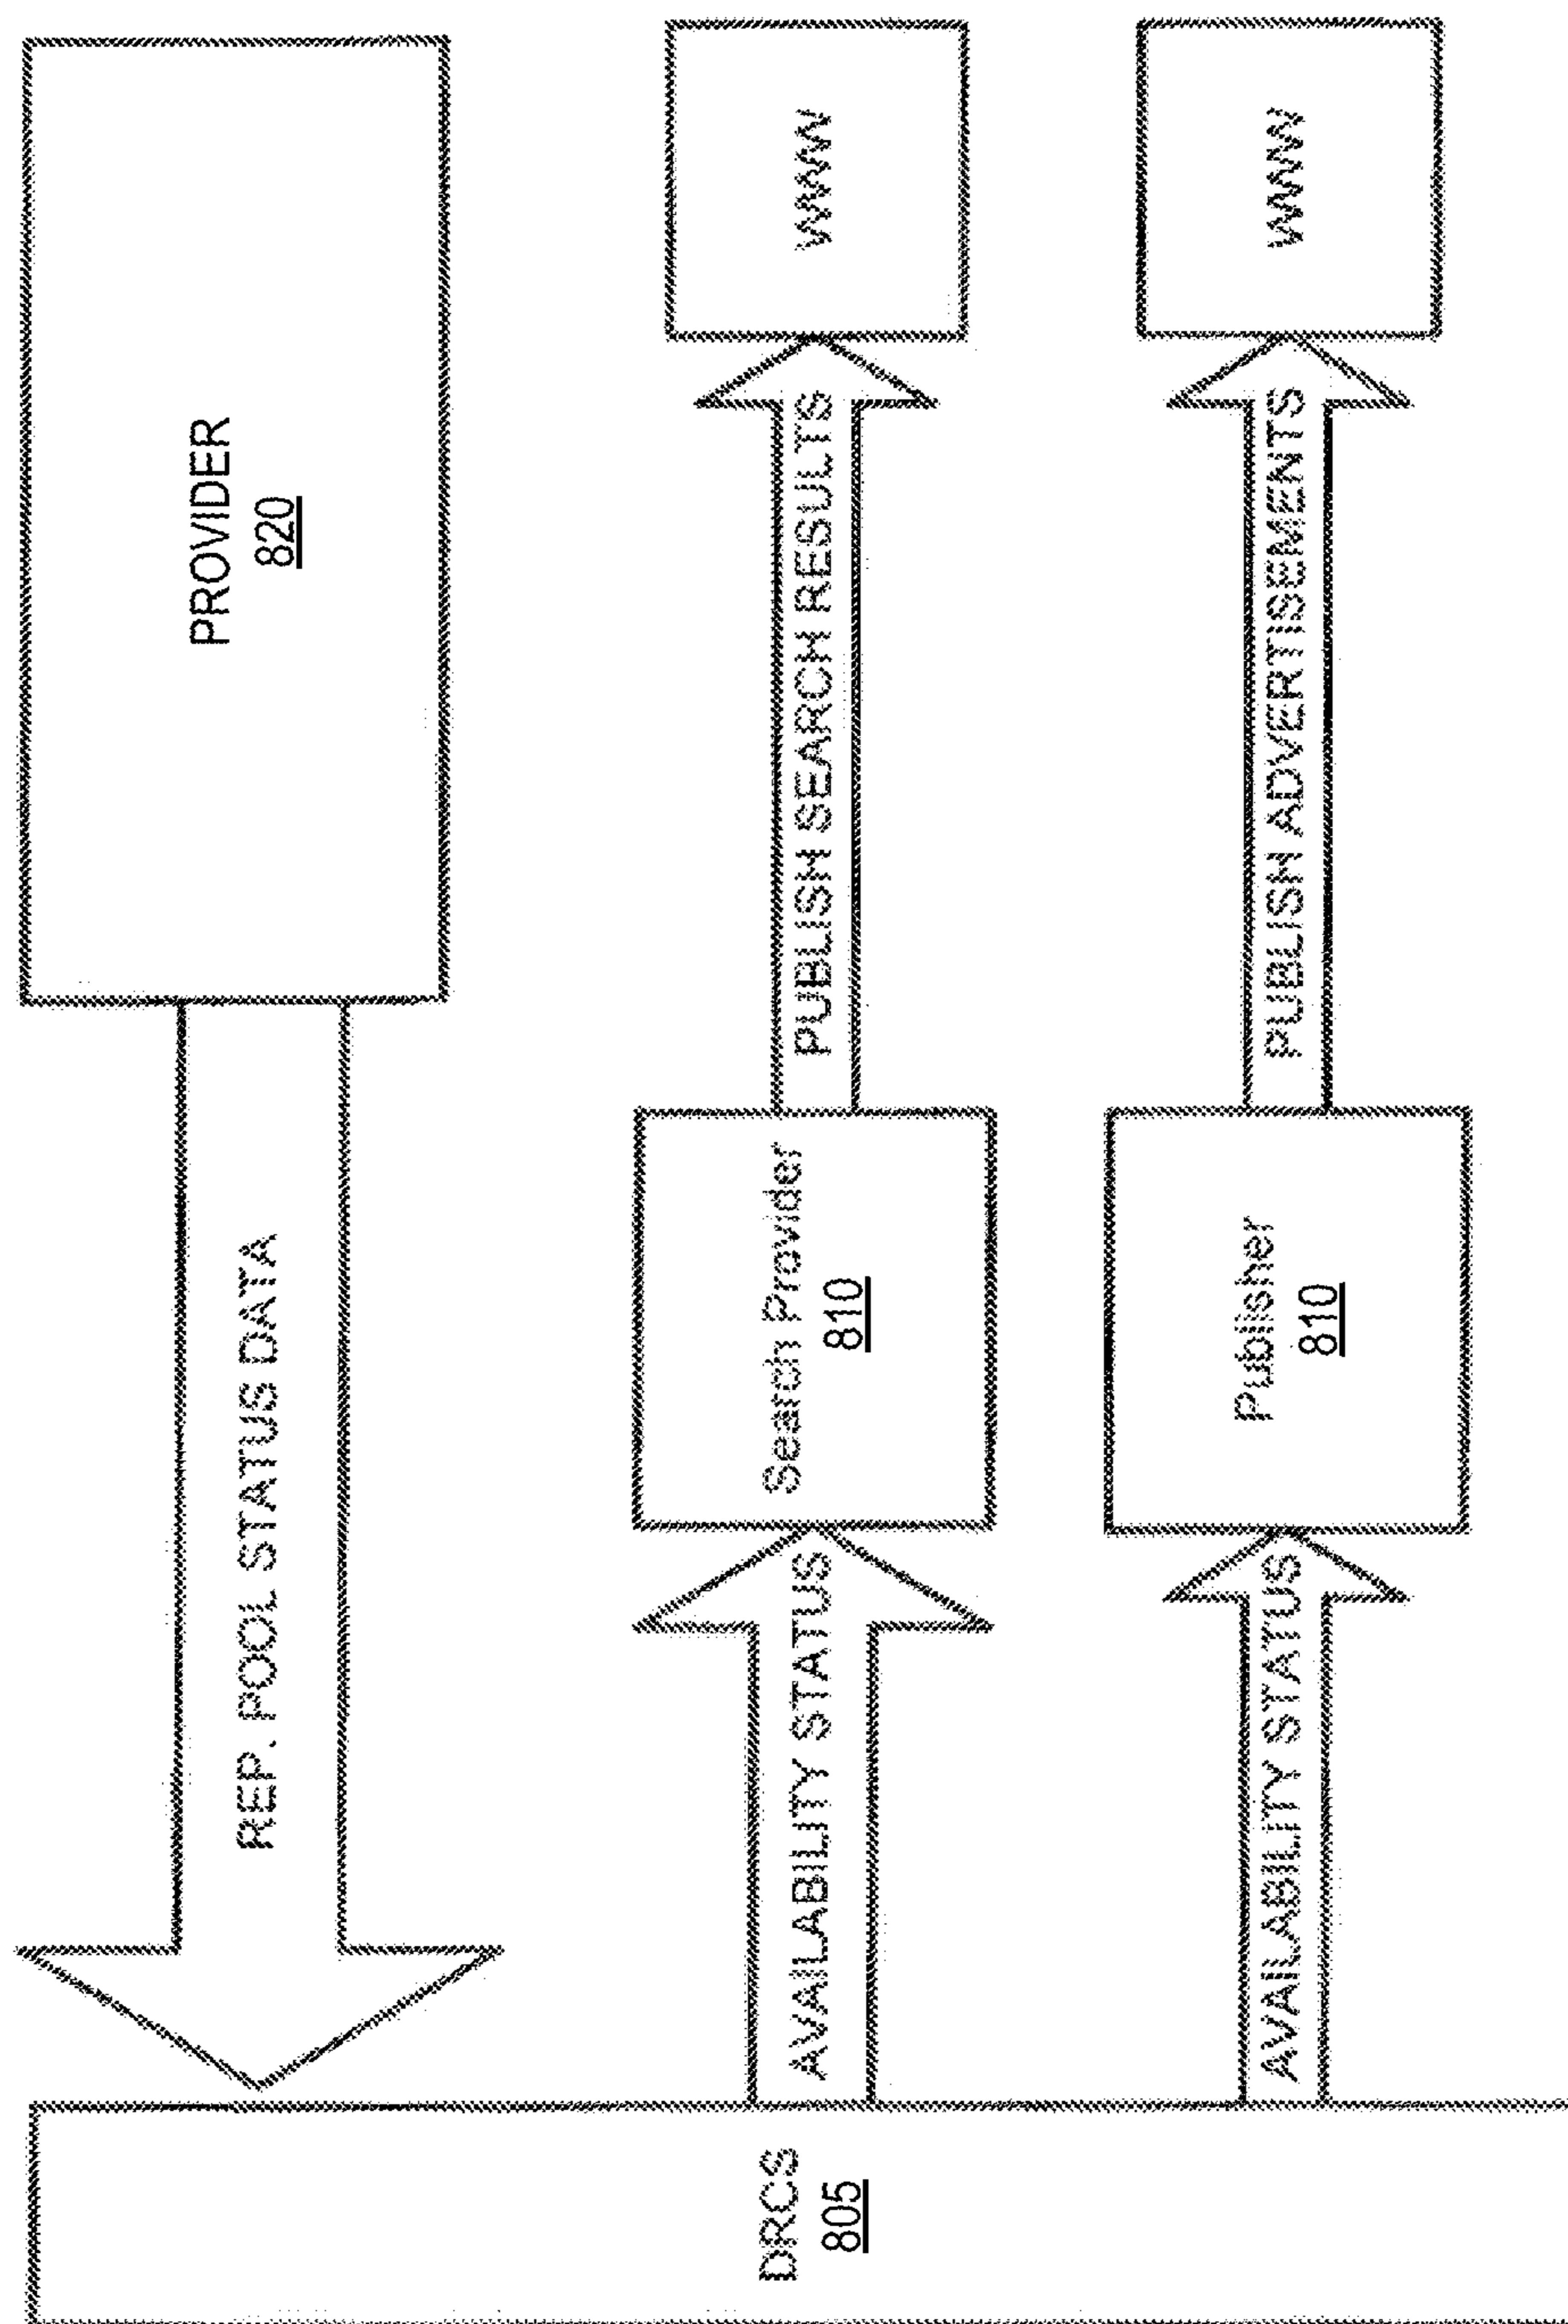 PROVIDER
820
REP. POOL STATUS DATA
DRCS
805
AVAILABILITY STATUS
Search Provider
810
PUBLISH SEARCH RESULTS
WWW
AVAILABILITY STATUS
Publisher
810
PUBLISH ADVERTISEMENTS
WWW